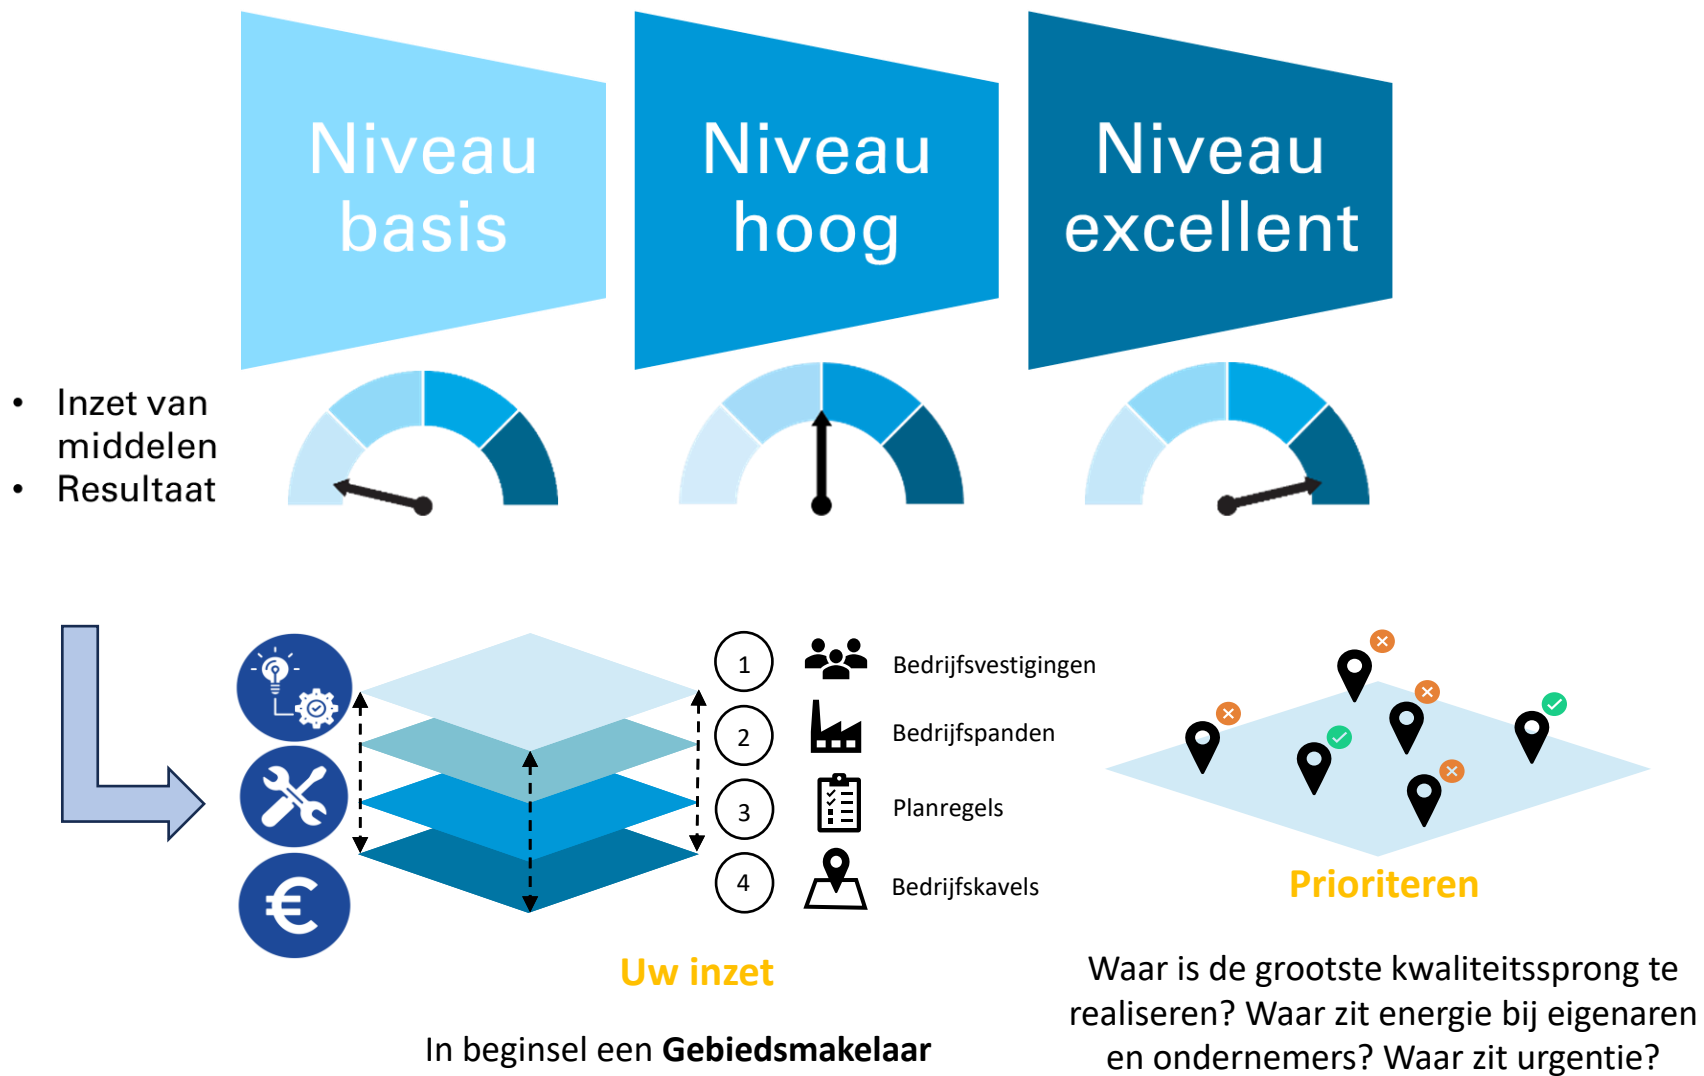 Niveau
basis
Niveau
hoog
Niveau
excellent
• Inzet van
middelen
• Resultaat
1
Bedrijfsvestigingen
2
Bedrijfspanden
3
Planregels
4
Bedrijfskavels
€
Uw inzet
In beginsel een Gebiedsmakelaar
Prioriteren
Waar is de grootste kwaliteitssprong te
realiseren? Waar zit energie bij eigenaren
en ondernemers? Waar zit urgentie?